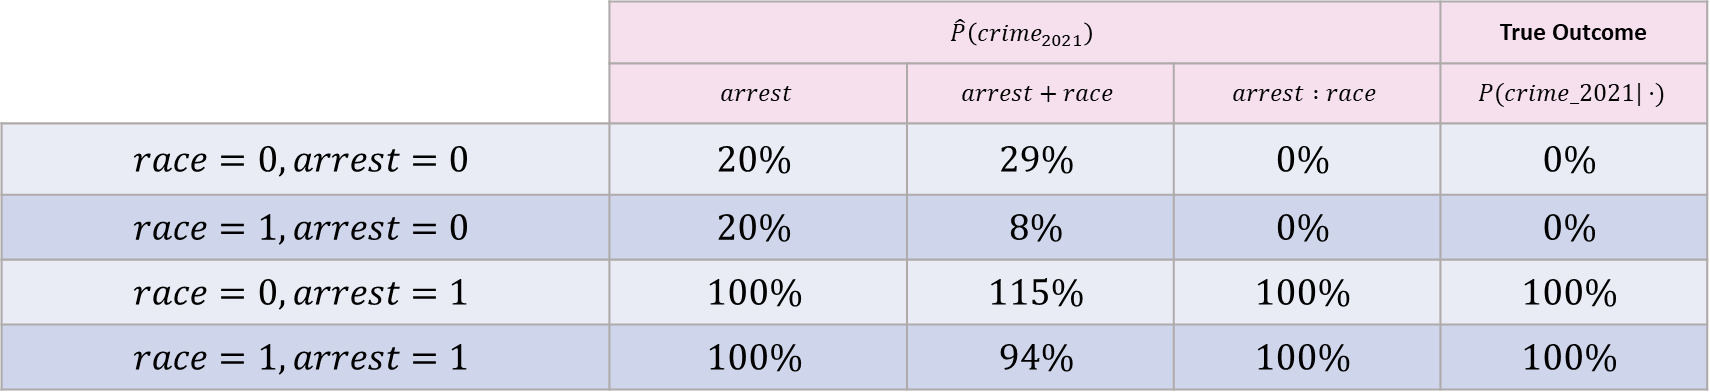 P̂(crime₂₀₂₁) True Outcome
arrest arrest + race arrest : race P(crime_2021| ·)
race = 0, arrest = 0 20% 29% 0% 0%
race = 1, arrest = 0 20% 8% 0% 0%
race = 0, arrest = 1 100% 115% 100% 100%
race = 1, arrest = 1 100% 94% 100% 100%